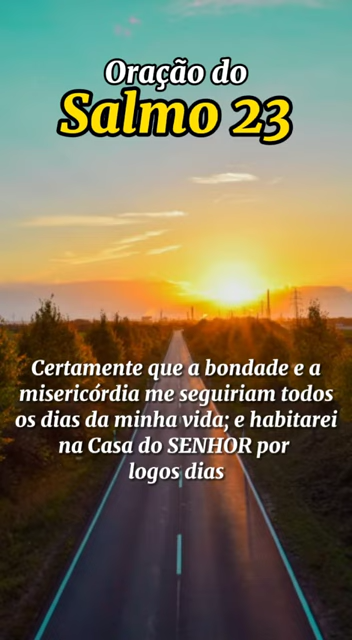 Oração do
Salmo 23
Certamente que a bondade e a
misericórdia me seguiriam todos
os dias da minha vida; e habitarei
na Casa do SENHOR por
logos dias